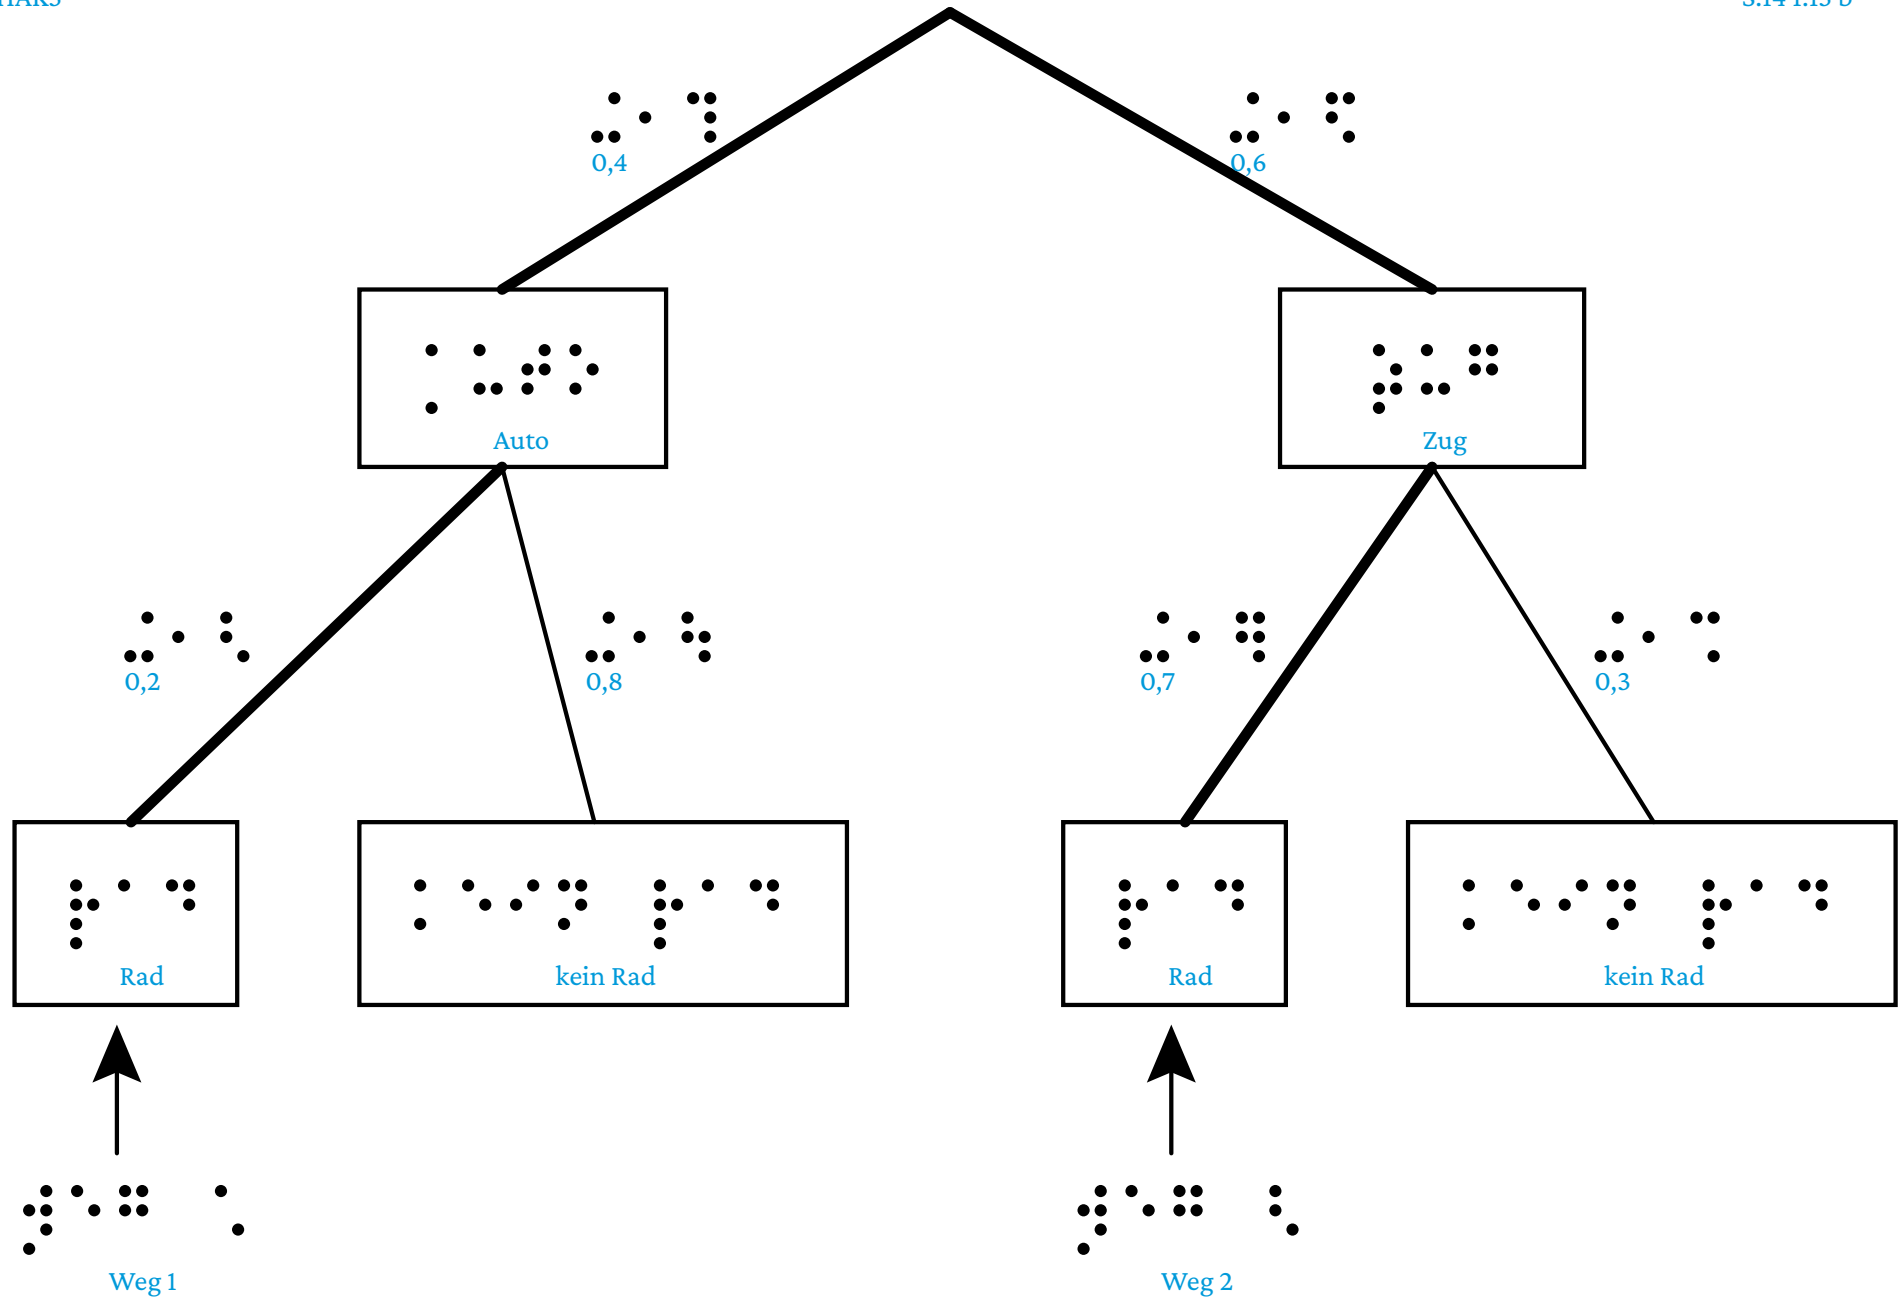 ⠬⠂⠹ ⠬⠂⠫
0,4 0,6
⡁⠥⠞⠕ ⡵⠥⠛
Auto Zug
⠬⠂⠣ ⠬⠂⠳ ⠬⠂⠻ ⠬⠂⠩
0,2 0,8 0,7 0,3
⡗⠁⠙ ⠅⠑⠊⠝ ⡗⠁⠙ ⡗⠁⠙ ⠅⠑⠊⠝ ⡗⠁⠙
Rad kein Rad Rad kein Rad
⡺⠑⠛ ⠡ ⡺⠑⠛ ⠣
Weg 1 Weg 2